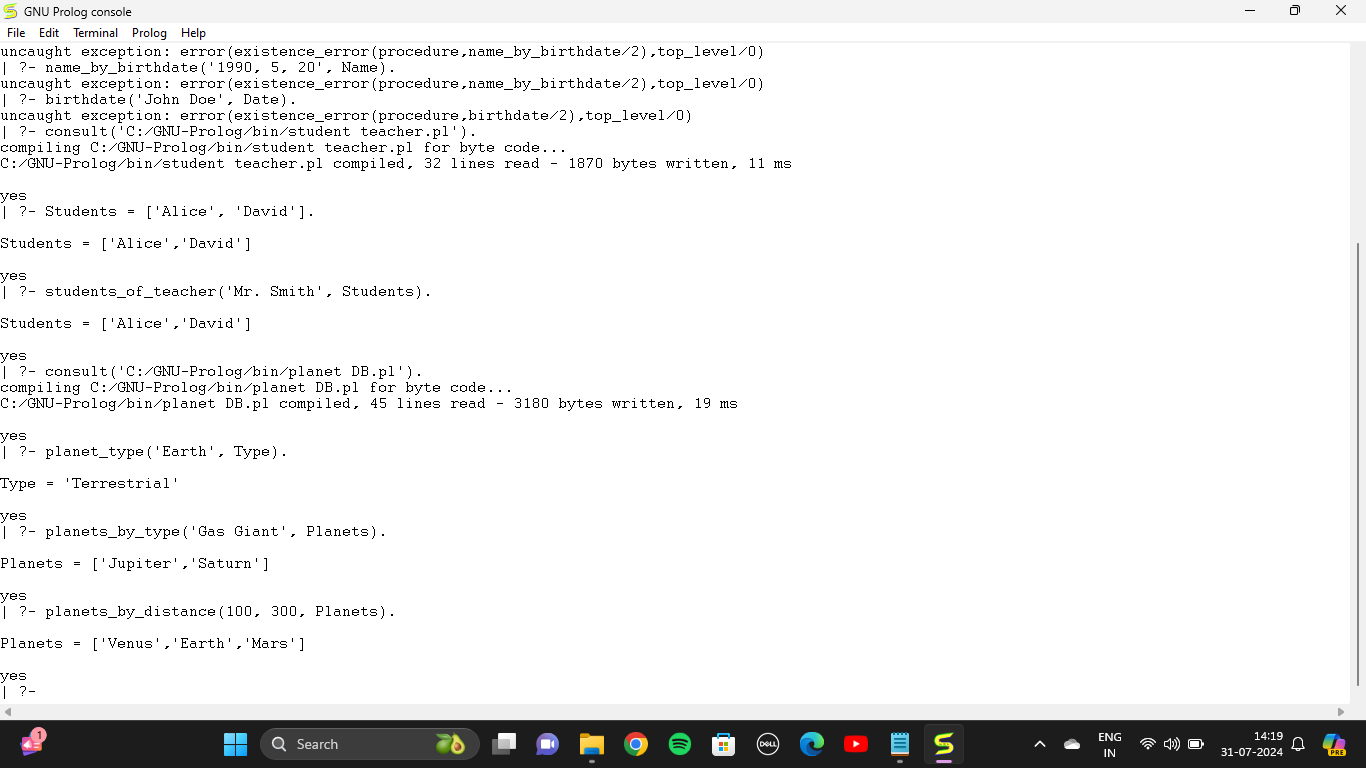 GNU Prolog console
File Edit Terminal Prolog Help
uncaught exception: error(existence_error(procedure,name_by_birthdate/2),top_level/0)
| ?- name_by_birthdate('1990, 5, 20', Name).
uncaught exception: error(existence_error(procedure,name_by_birthdate/2),top_level/0)
| ?- birthdate('John Doe', Date).
uncaught exception: error(existence_error(procedure,birthdate/2),top_level/0)
| ?- consult('C:/GNU-Prolog/bin/student teacher.pl').
compiling C:/GNU-Prolog/bin/student teacher.pl for byte code...
C:/GNU-Prolog/bin/student teacher.pl compiled, 32 lines read - 1870 bytes written, 11 ms
yes
| ?- Students = ['Alice', 'David'].
Students = ['Alice','David']
yes
| ?- students_of_teacher('Mr. Smith', Students).
Students = ['Alice','David']
yes
| ?- consult('C:/GNU-Prolog/bin/planet DB.pl').
compiling C:/GNU-Prolog/bin/planet DB.pl for byte code...
C:/GNU-Prolog/bin/planet DB.pl compiled, 45 lines read - 3180 bytes written, 19 ms
yes
| ?- planet_type('Earth', Type).
Type = 'Terrestrial'
yes
| ?- planets_by_type('Gas Giant', Planets).
Planets = ['Jupiter','Saturn']
yes
| ?- planets_by_distance(100, 300, Planets).
Planets = ['Venus','Earth','Mars']
yes
| ?-
1
Search
DELL
ENG
IN
14:19
31-07-2024
PRE